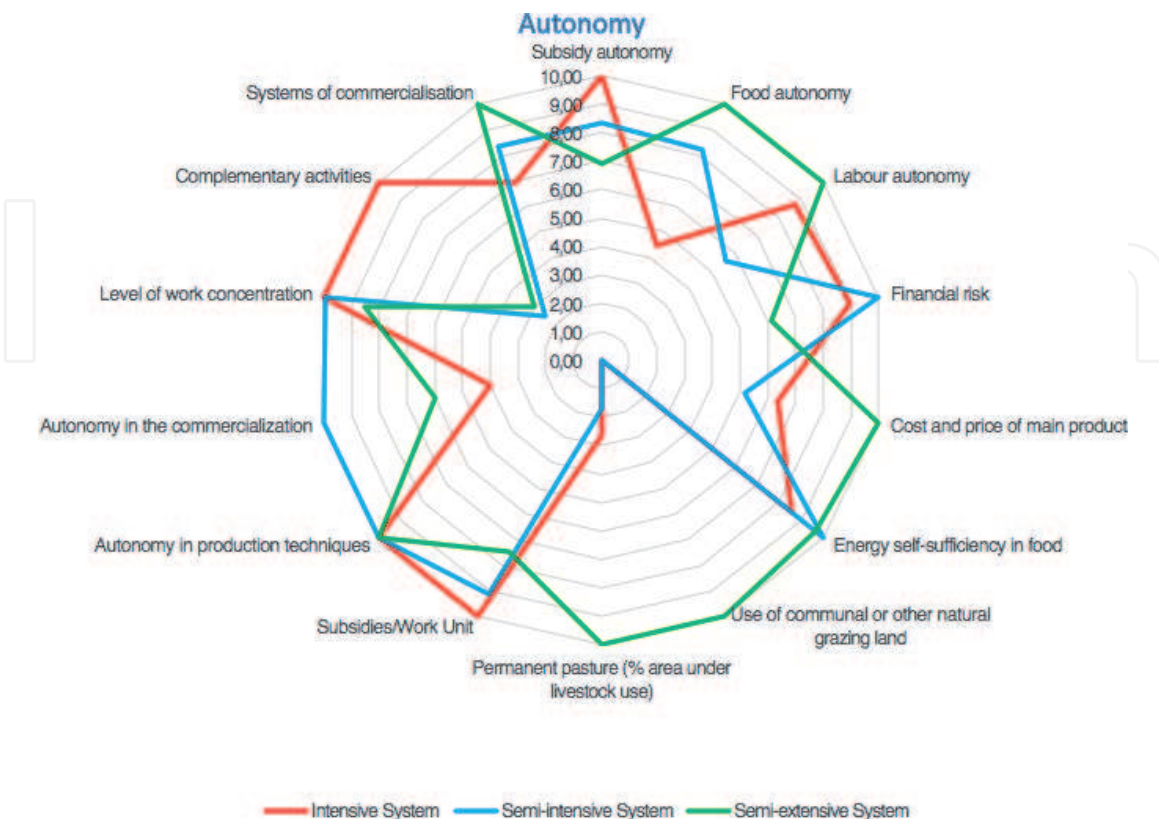 Autonomy
Subsidy autonomy
10,00
9,00
8,00
7,00
6,00
5,00
4,00
3,00
2,00
1,00
0,00
Food autonomy
Labour autonomy
Financial risk
Cost and price of main product
Energy self-sufficiency in food
Use of communal or other natural
grazing land
Permanent pasture (% area under
livestock use)
Subsidies/Work Unit
Autonomy in production techniques
Autonomy in the commercialization
Level of work concentration
Complementary activities
Systems of commercialisation
Intensive System
Semi-intensive System
Semi-extensive System